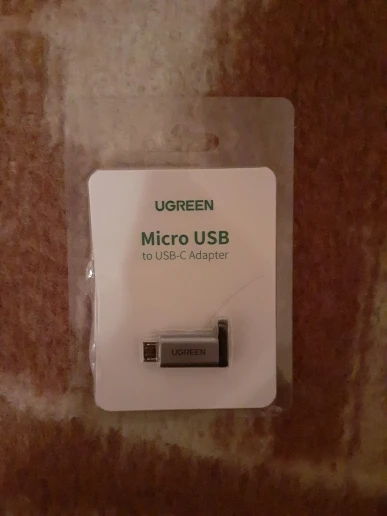 UGREEN
Micro USB
to USB-C Adapter
UGREEN